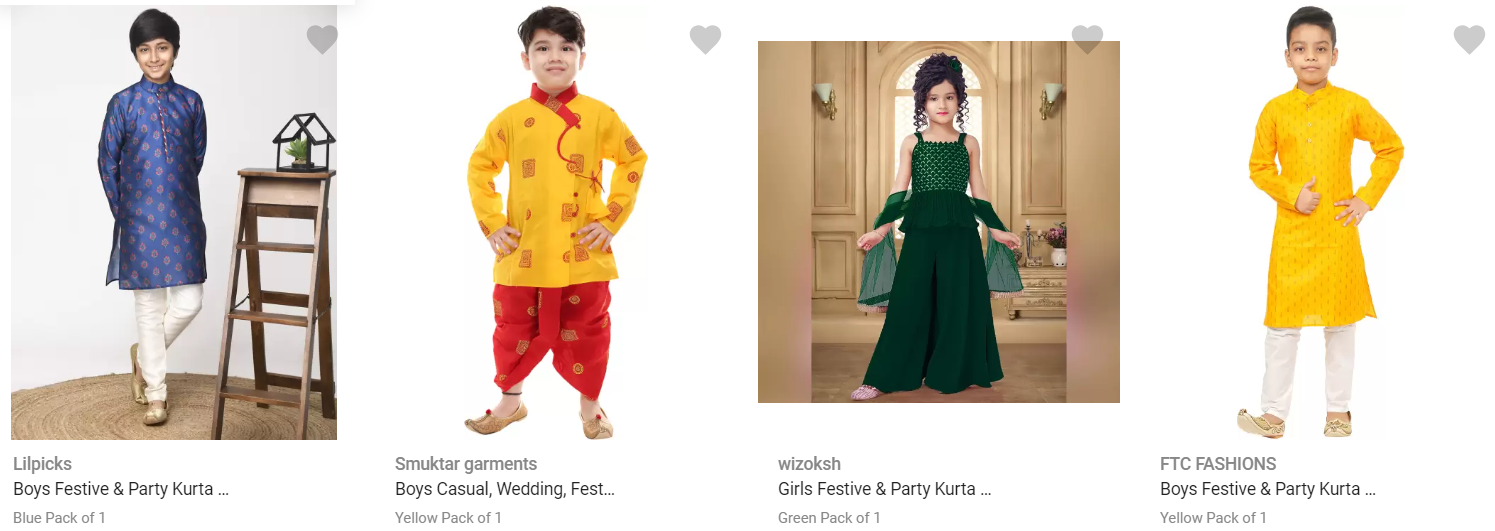 Lilpicks
Boys Festive & Party Kurta ...
Blue Pack of 1
Smuktar garments
Boys Casual, Wedding, Fest...
Yellow Pack of 1
wizoksh
Girls Festive & Party Kurta ...
Green Pack of 1
FTC FASHIONS
Boys Festive & Party Kurta ...
Yellow Pack of 1